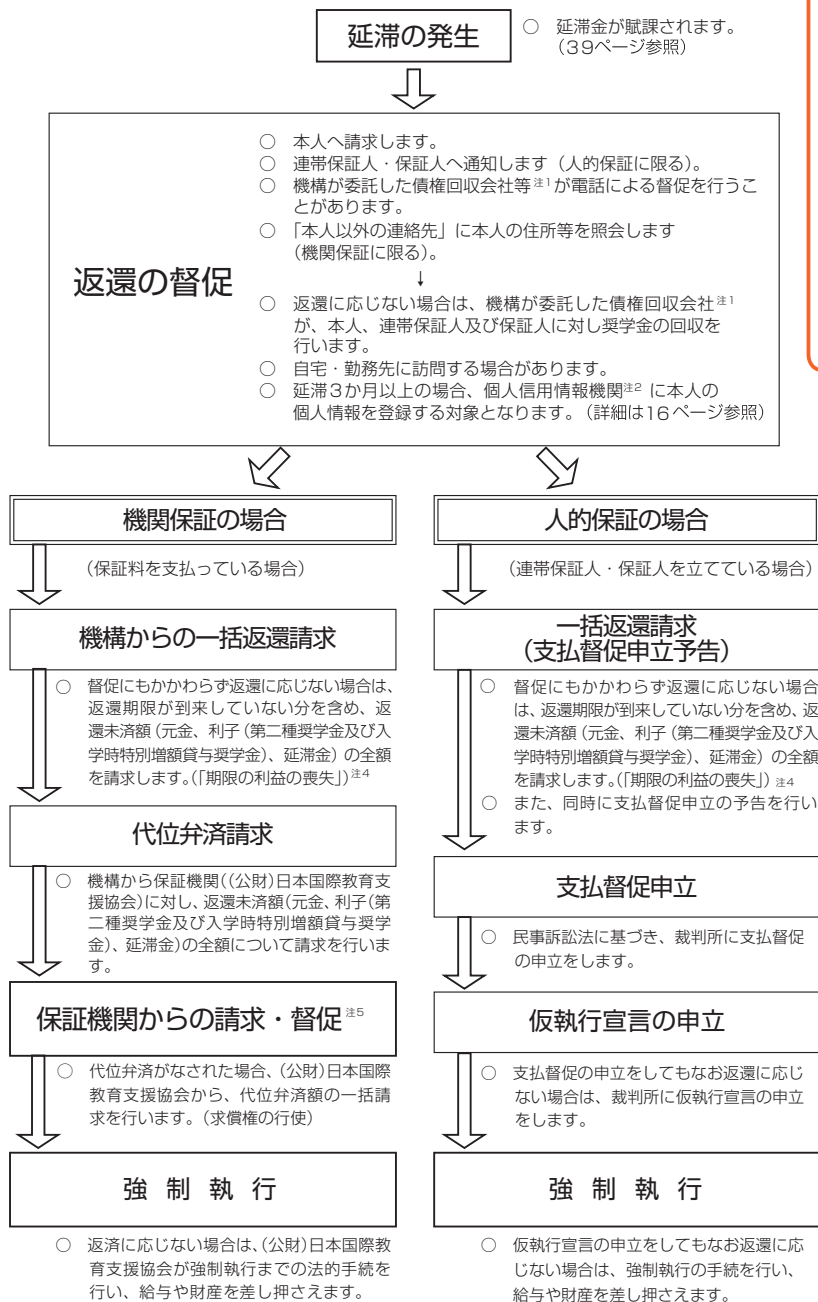 延滞の発生
○ 延滞金が賦課されます。
（39ページ参照）
返還の督促
○ 本人へ請求します。
○ 連帯保証人・保証人へ通知します（人的保証に限る）。
○ 機構が委託した債権回収会社等注1が電話による督促を行うこ
とがあります。
○ 「本人以外の連絡先」に本人の住所等を照会します
（機関保証に限る）。
↓
○ 返還に応じない場合は、機構が委託した債権回収会社注1
が、本人、連帯保証人及び保証人に対し奨学金の回収を
行います。
○ 自宅・勤務先に訪問する場合があります。
○ 延滞3か月以上の場合、個人信用情報機関注2 に本人の
個人情報を登録する対象となります。（詳細は16ページ参照）
機関保証の場合
（保証料を支払っている場合）
機構からの一括返還請求
○ 督促にもかかわらず返還に応じない場合は、
返還期限が到来していない分を含め、返
還未済額（元金、利子（第二種奨学金及び入
学時特別増額貸与奨学金）、延滞金）の全額
を請求します。（「期限の利益の喪失」）注4
代位弁済請求
○ 機構から保証機関（（公財）日本国際教育支
援協会）に対し、返還未済額（元金、利子（第
二種奨学金及び入学時特別増額貸与奨学
金）、延滞金）の全額について請求を行いま
す。
保証機関からの請求・督促 注5
○ 代位弁済がなされた場合、（公財）日本国際
教育支援協会から、代位弁済額の一括請
求を行います。（求償権の行使）
強制執行
○ 返済に応じない場合は、（公財）日本国際教
育支援協会が強制執行までの法的手続を
行い、給与や財産を差し押さえます。
人的保証の場合
（連帯保証人・保証人を立てている場合）
一括返還請求
（支払督促申立予告）
○ 督促にもかかわらず返還に応じない場合
は、返還期限が到来していない分を含め、返
還未済額（元金、利子（第二種奨学金及び入
学時特別増額貸与奨学金）、延滞金）の全額
を請求します。（「期限の利益の喪失」）注4
○ また、同時に支払督促申立の予告を行い
ます。
支払督促申立
○ 民事訴訟法に基づき、裁判所に支払督促
の申立をします。
仮執行宣言の申立
○ 支払督促の申立をしてもなお返還に応じ
ない場合は、裁判所に仮執行宣言の申立
をします。
強制執行
○ 仮執行宣言の申立をしてもなお返還に応
じない場合は、強制執行の手続を行い、
給与や財産を差し押さえます。